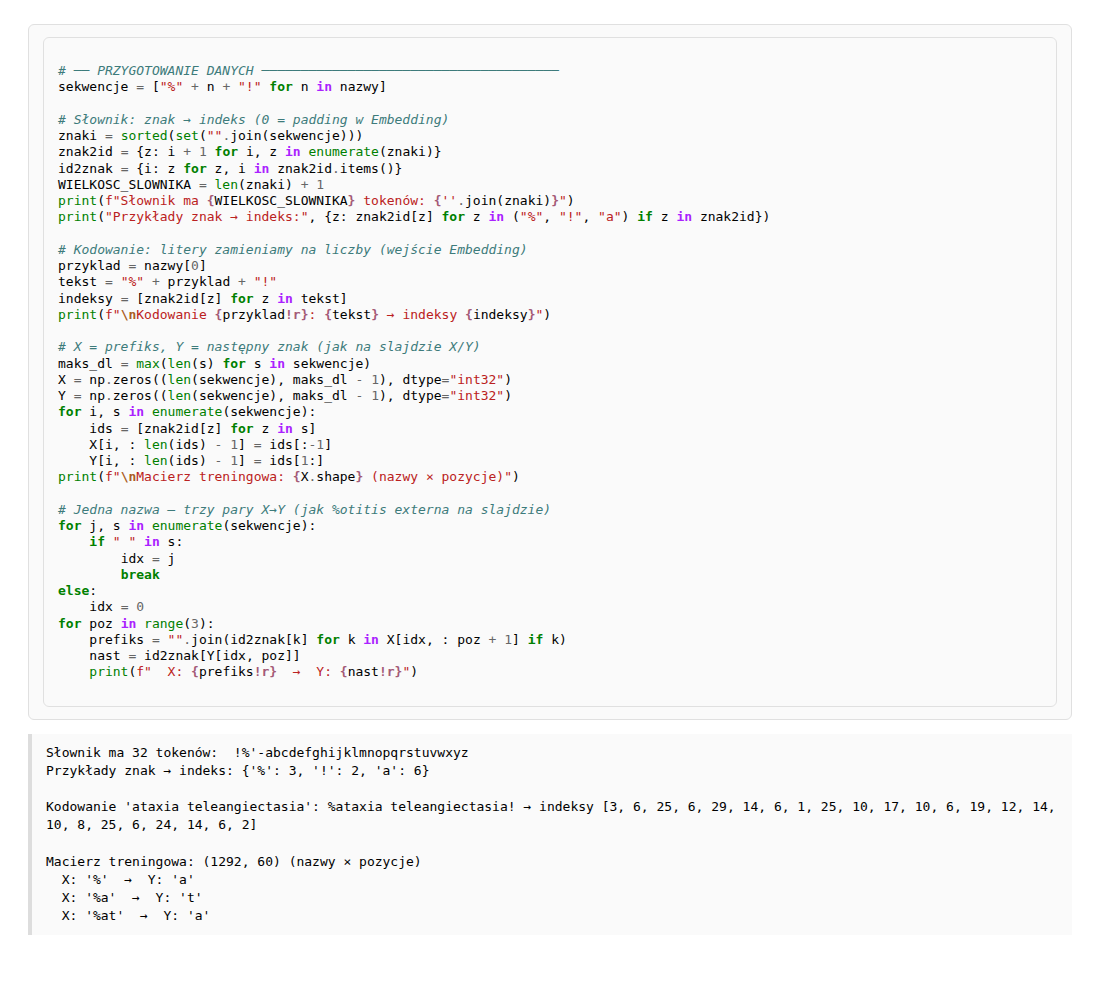 # ── PRZYGOTOWANIE DANYCH ──────────────────────────────────────
sekwencje = ["%" + n + "!" for n in nazwy]

# Słownik: znak → indeks (0 = padding w Embedding)
znaki = sorted(set("".join(sekwencje)))
znak2id = {z: i + 1 for i, z in enumerate(znaki)}
id2znak = {i: z for z, i in znak2id.items()}
WIELKOSC_SLOWNIKA = len(znaki) + 1
print(f"Słownik ma {WIELKOSC_SLOWNIKA} tokenów: {''.join(znaki)}")
print("Przykłady znak → indeks:", {z: znak2id[z] for z in ("%", "!", "a") if z in znak2id})

# Kodowanie: litery zamieniamy na liczby (wejście Embedding)
przyklad = nazwy[0]
tekst = "%" + przyklad + "!"
indeksy = [znak2id[z] for z in tekst]
print(f"\nKodowanie {przyklad!r}: {tekst} → indeksy {indeksy}")

# X = prefiks, Y = następny znak (jak na slajdzie X/Y)
maks_dl = max(len(s) for s in sekwencje)
X = np.zeros((len(sekwencje), maks_dl - 1), dtype="int32")
Y = np.zeros((len(sekwencje), maks_dl - 1), dtype="int32")
for i, s in enumerate(sekwencje):
    ids = [znak2id[z] for z in s]
    X[i, : len(ids) - 1] = ids[:-1]
    Y[i, : len(ids) - 1] = ids[1:]
print(f"\nMacierz treningowa: {X.shape} (nazwy × pozycje)")

# Jedna nazwa — trzy pary X→Y (jak %otitis externa na slajdzie)
for j, s in enumerate(sekwencje):
    if " " in s:
        idx = j
        break
else:
    idx = 0
for poz in range(3):
    prefiks = "".join(id2znak[k] for k in X[idx, : poz + 1] if k)
    nast = id2znak[Y[idx, poz]]
    print(f"  X: {prefiks!r}  →  Y: {nast!r}")

Słownik ma 32 tokenów:  !%'-abcdefghijklmnopqrstuvwxyz
Przykłady znak → indeks: {'%': 3, '!': 2, 'a': 6}

Kodowanie 'ataxia teleangiectasia': %ataxia teleangiectasia! → indeksy [3, 6, 25, 6, 29, 14, 6, 1, 25, 10, 17, 10, 6, 19, 12, 14,
10, 8, 25, 6, 24, 14, 6, 2]

Macierz treningowa: (1292, 60) (nazwy × pozycje)
  X: '%'  →  Y: 'a'
  X: '%a'  →  Y: 't'
  X: '%at'  →  Y: 'a'